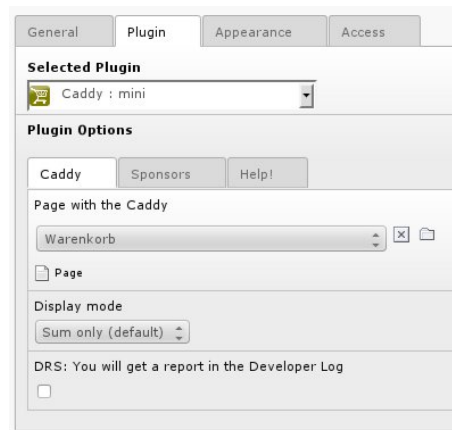 General Plugin Appearance Access
Selected Plugin
Caddy : mini
Plugin Options
Caddy Sponsors Help!
Page with the Caddy
Warenkorb
Page
Display mode
Sum only (default)
DRS: You will get a report in the Developer Log